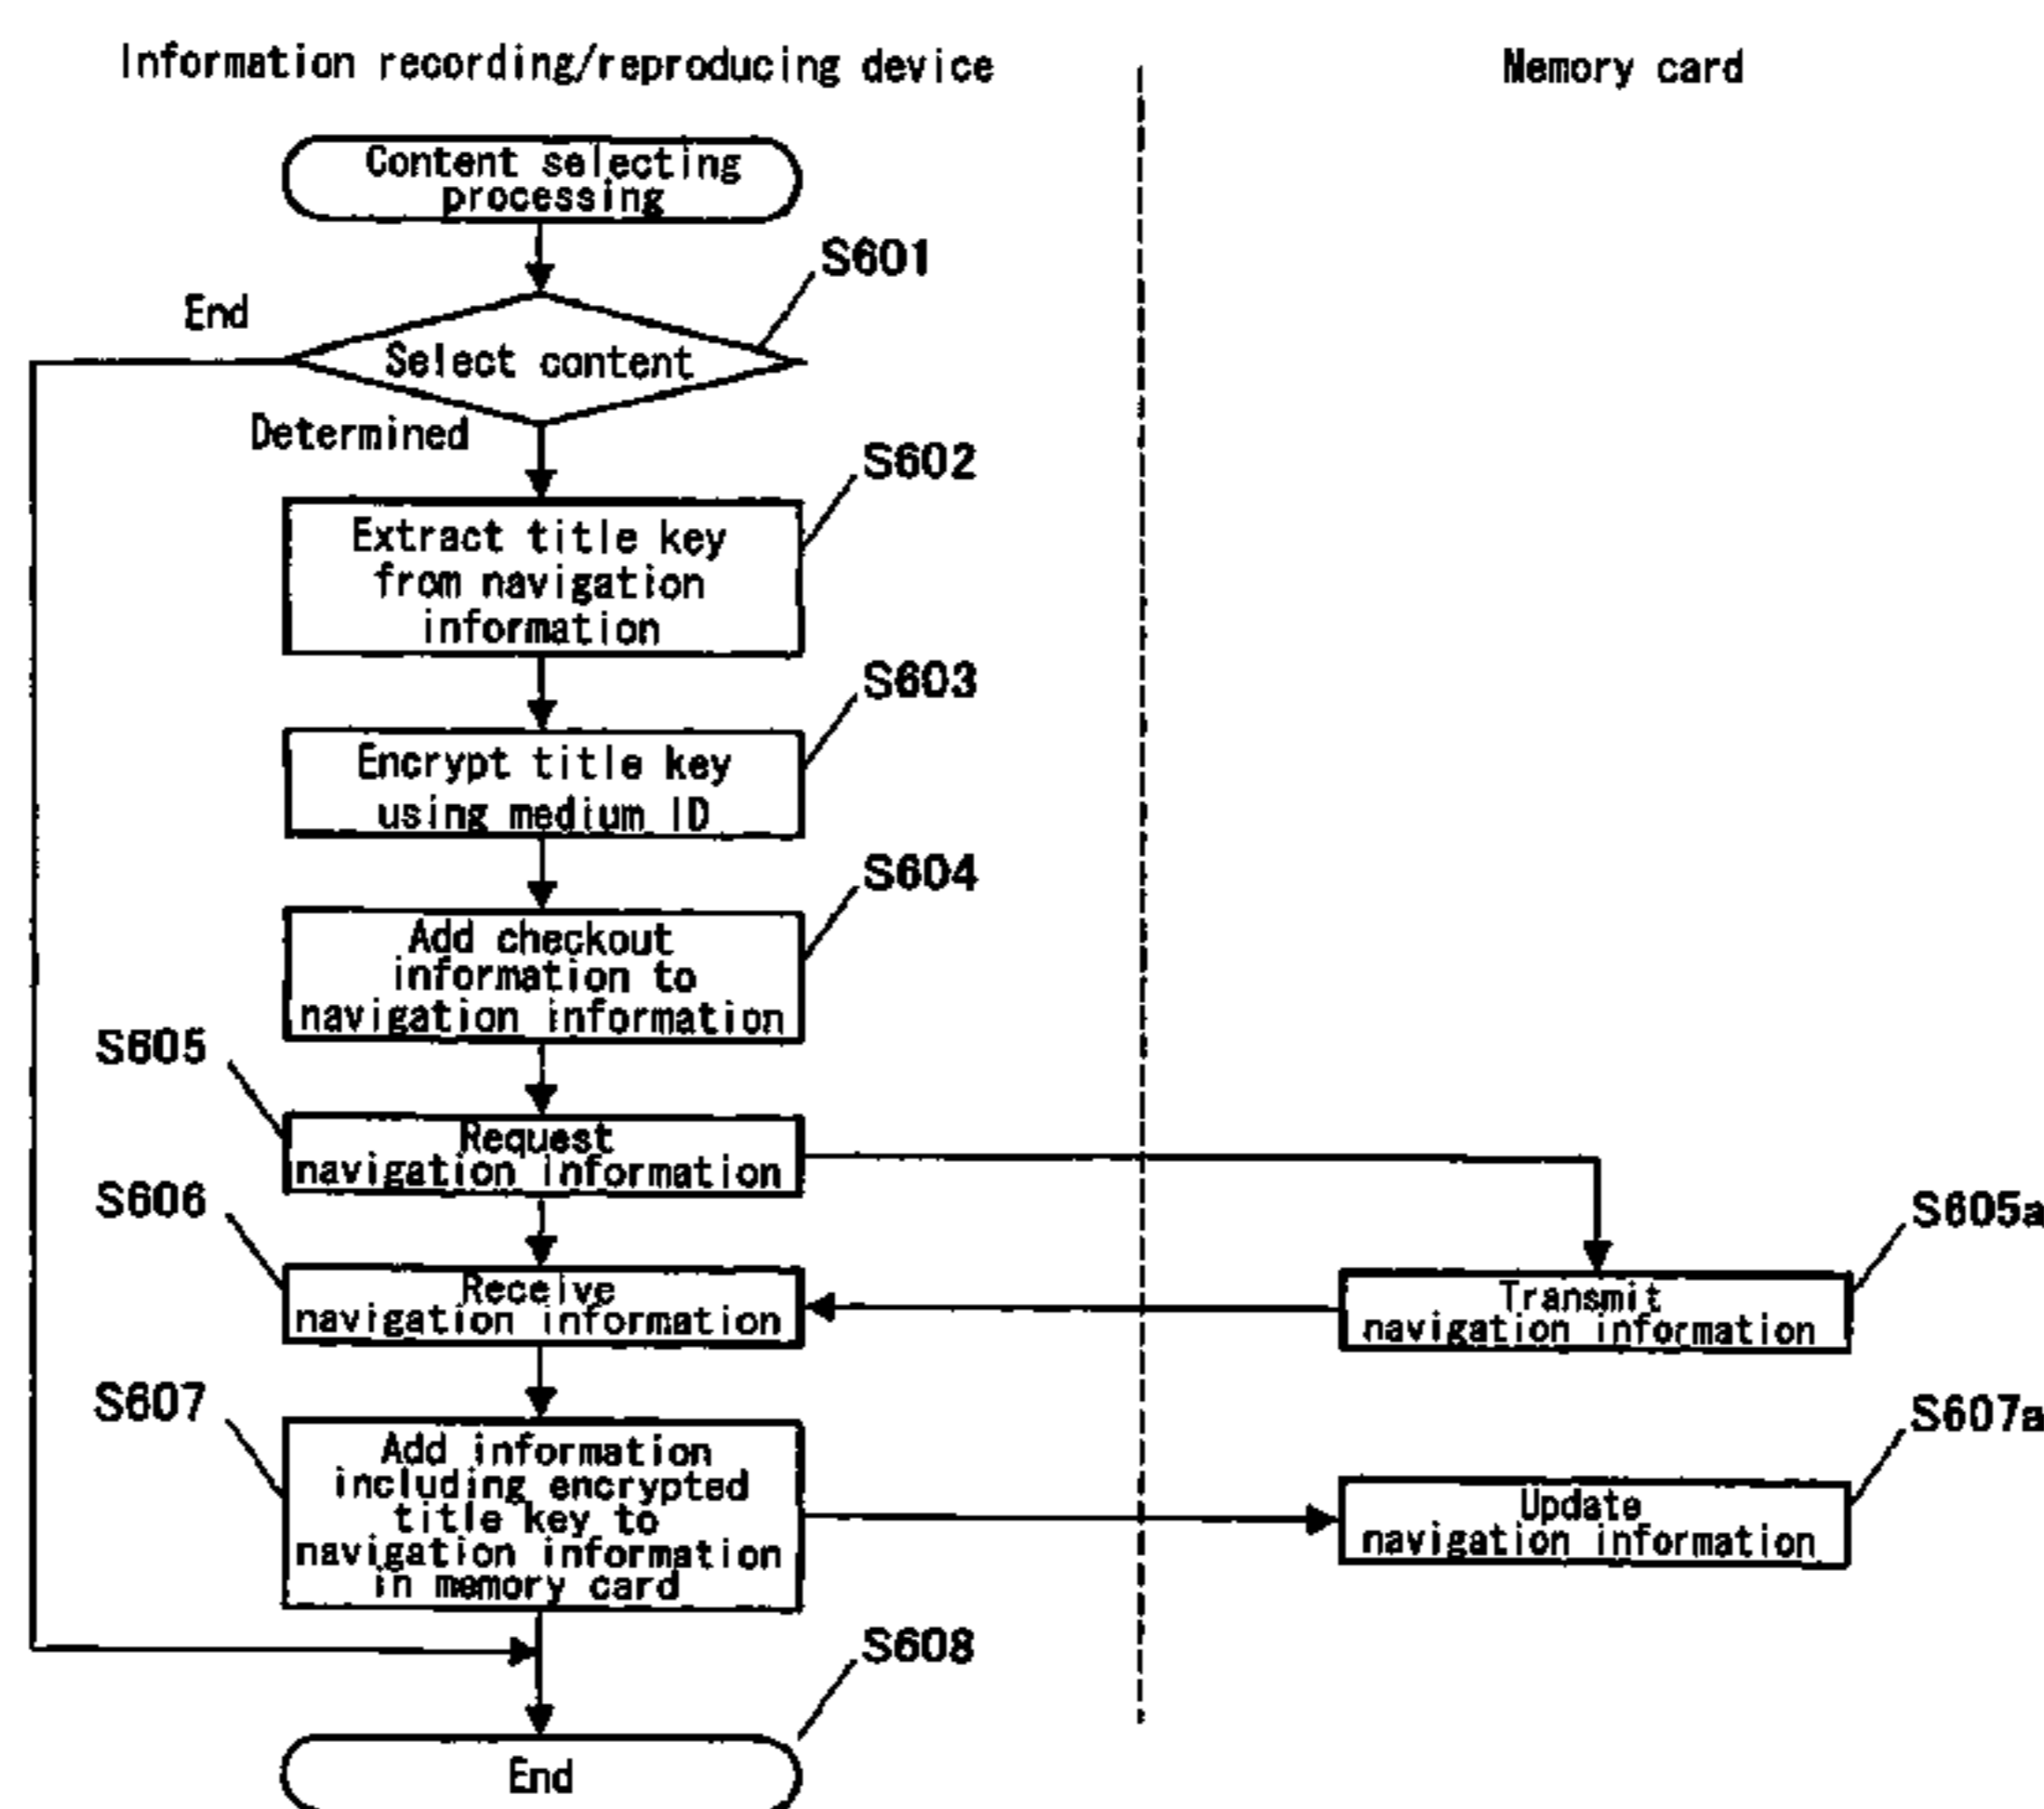 Information recording/reproducing device
Memory card
Content selecting
processing
S601
End
Select content
Determined
S602
Extract title key
from navigation
information
S603
Encrypt title key
using medium ID
S604
Add checkout
information to
navigation information
S605
Request
navigation information
S606
S605a
Receive
navigation information
Transmit
navigation information
S607
S607a
Add information
including encrypted
title key to
navigation information
in memory card
Update
navigation information
S608
End